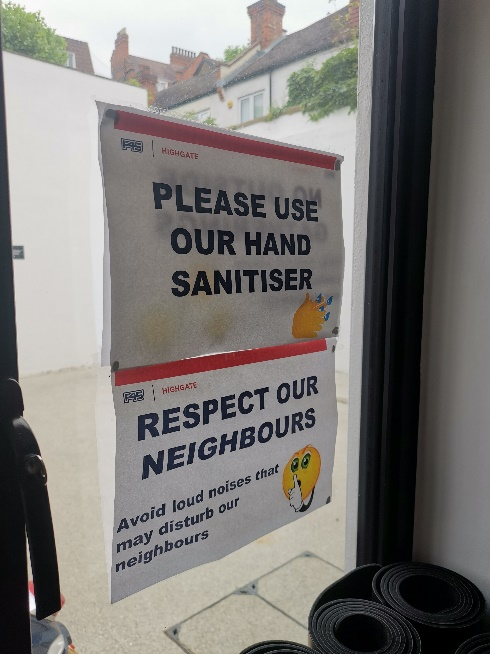 HIGHGATE
PLEASE USE
OUR HAND
SANITISER
HIGHGATE
RESPECT OUR
NEIGHBOURS
Avoid loud noises that
may disturb our
neighbours